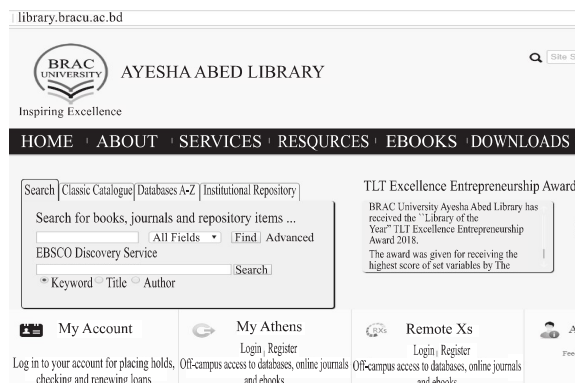 library.bracu.ac.bd
BRAC
UNIVERSITY
AYESHA ABED LIBRARY
Site S
Inspiring Excellence
HOME ABOUT SERVICES RESQURCES EBOOKS DOWNLOADS
Search Classic Catalogue Databases A-Z Institutional Repository
Search for books, journals and repository items ...
All Fields Find Advanced
EBSCO Discovery Service
Search
Keyword Title Author
TLT Excellence Entrepreneurship Award
BRAC University Ayesha Abed Library has
received the ``Library of the
Year” TLT Excellence Entrepreneurship
Award 2018.
The award was given for receiving the
highest score of set variables by The
My Account
Log in to your account for placing holds,
checking and renewing loans
My Athens
Login | Register
Off-campus access to databases, online journals
and ebooks
RXs
Remote Xs
Login | Register
Off-campus access to databases, online journals
and ebooks
A
Fee